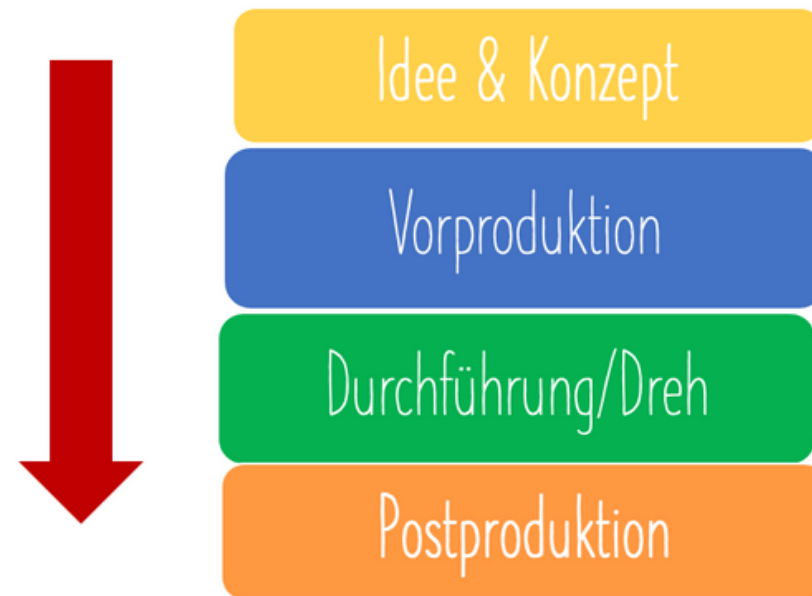 Idee & Konzept
Vorproduktion
Durchführung/Dreh
Postproduktion